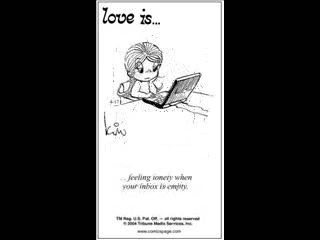 love is...
kim
... feeling lonely when
your inbox is empty.
TM Reg. U.S. Pat. Off. — all rights reserved
© 2004 Tribune Media Services, Inc.
www.comicspage.com